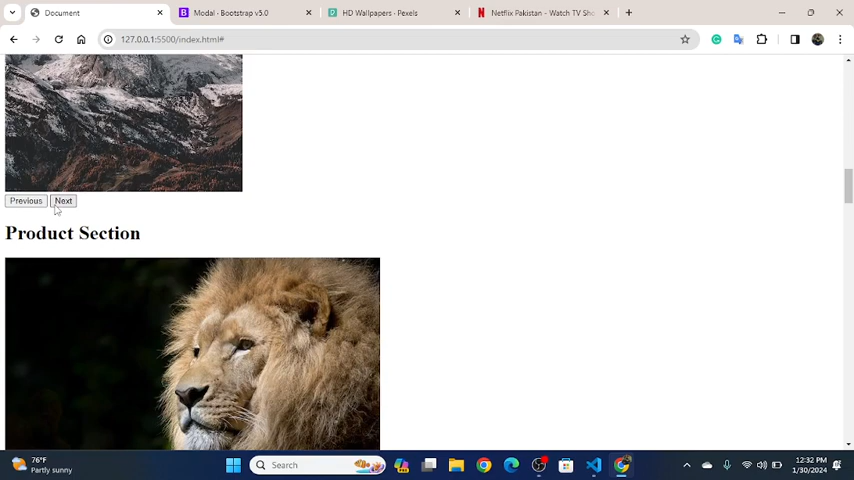 Document
Modal · Bootstrap v5.0
HD Wallpapers · Pexels
Netflix Pakistan - Watch TV Sho
127.0.0.1:5500/index.html#
Previous
Next
Product Section
76°F
Partly sunny
Search
12:32 PM
1/30/2024